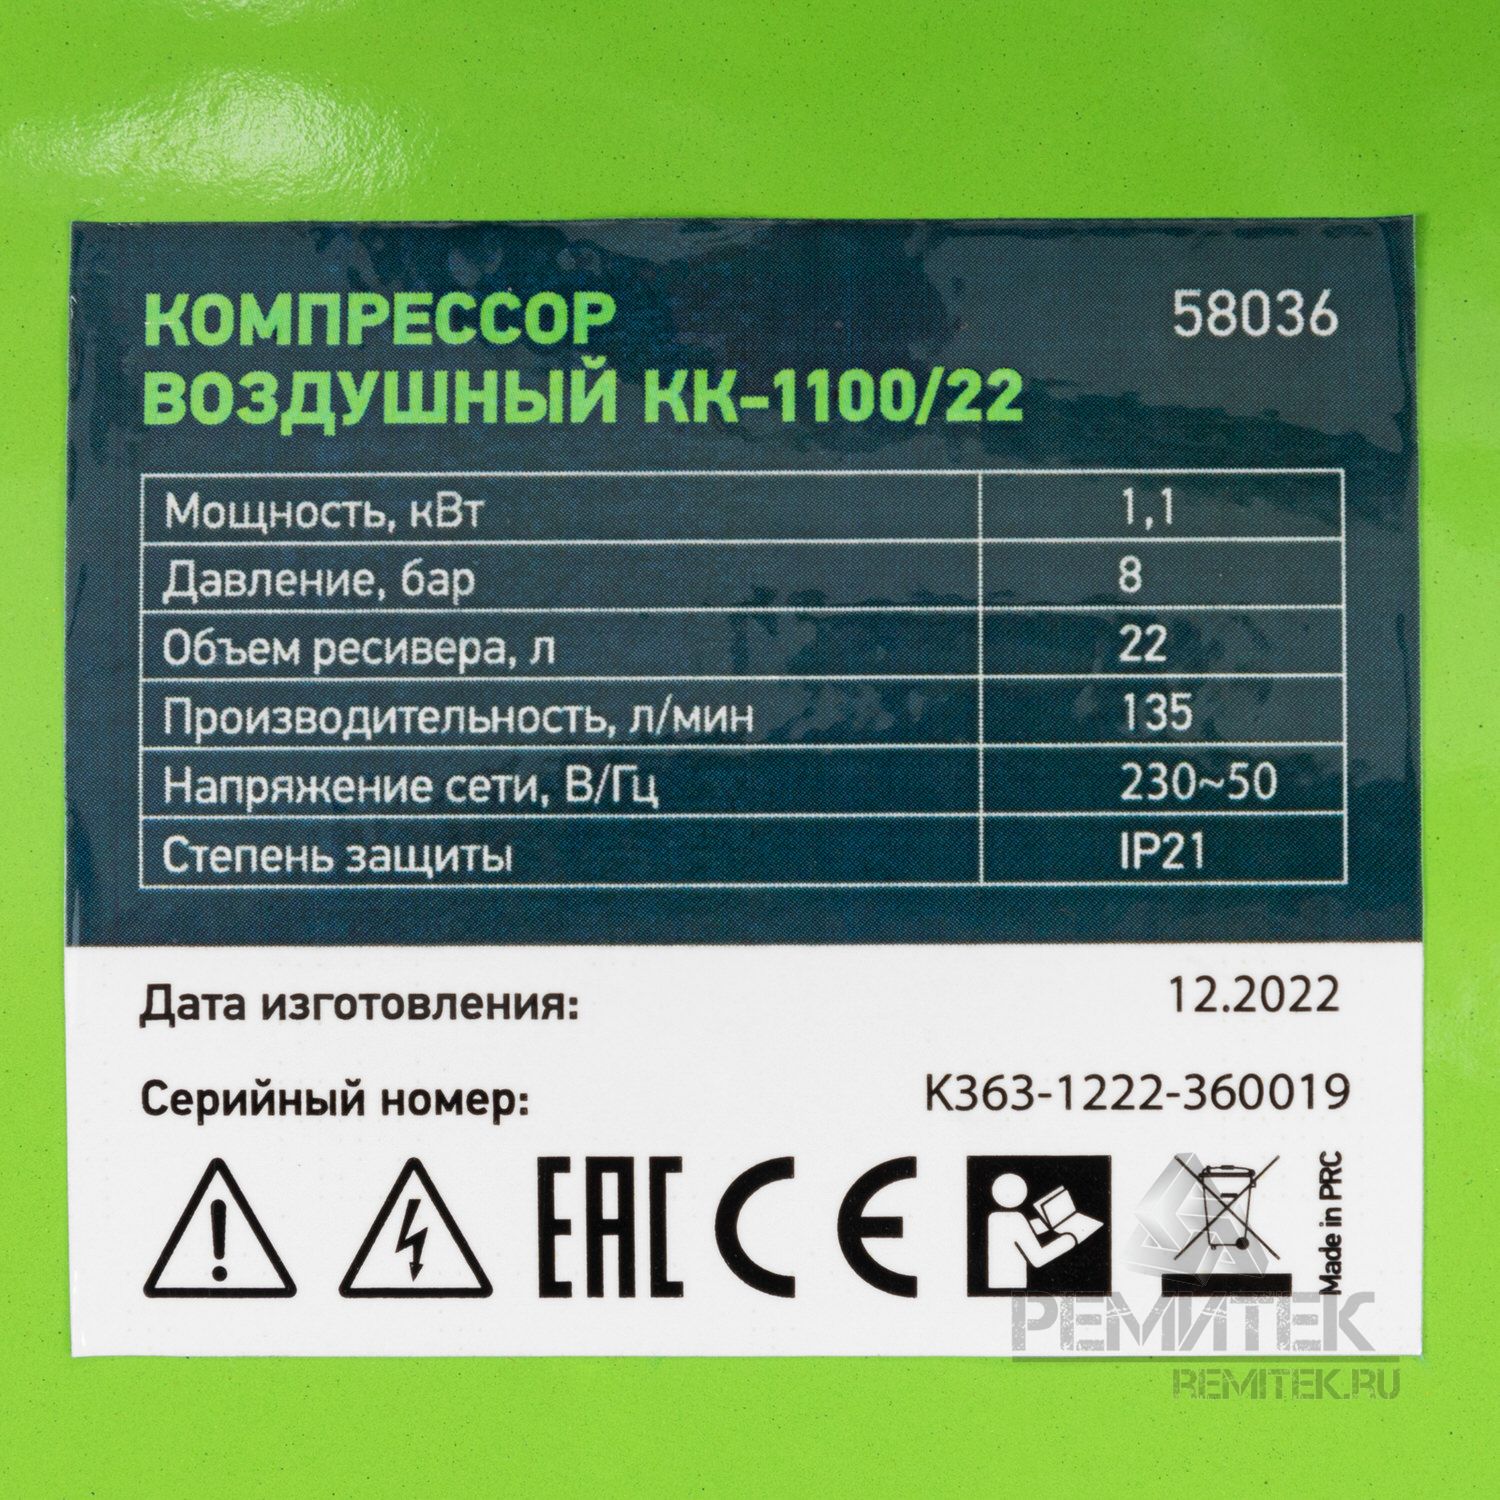 КОМПРЕССОР 58036
ВОЗДУШНЫЙ КК-1100/22
Мощность, кВт 1,1
Давление, бар 8
Объем ресивера, л 22
Производительность, л/мин 135
Напряжение сети, В/Гц 230~50
Степень защиты IP21
Дата изготовления: 12.2022
Серийный номер: K363-1222-360019
EAC CE
Made in PRC
РЕМИТЕК
REMITEK.RU